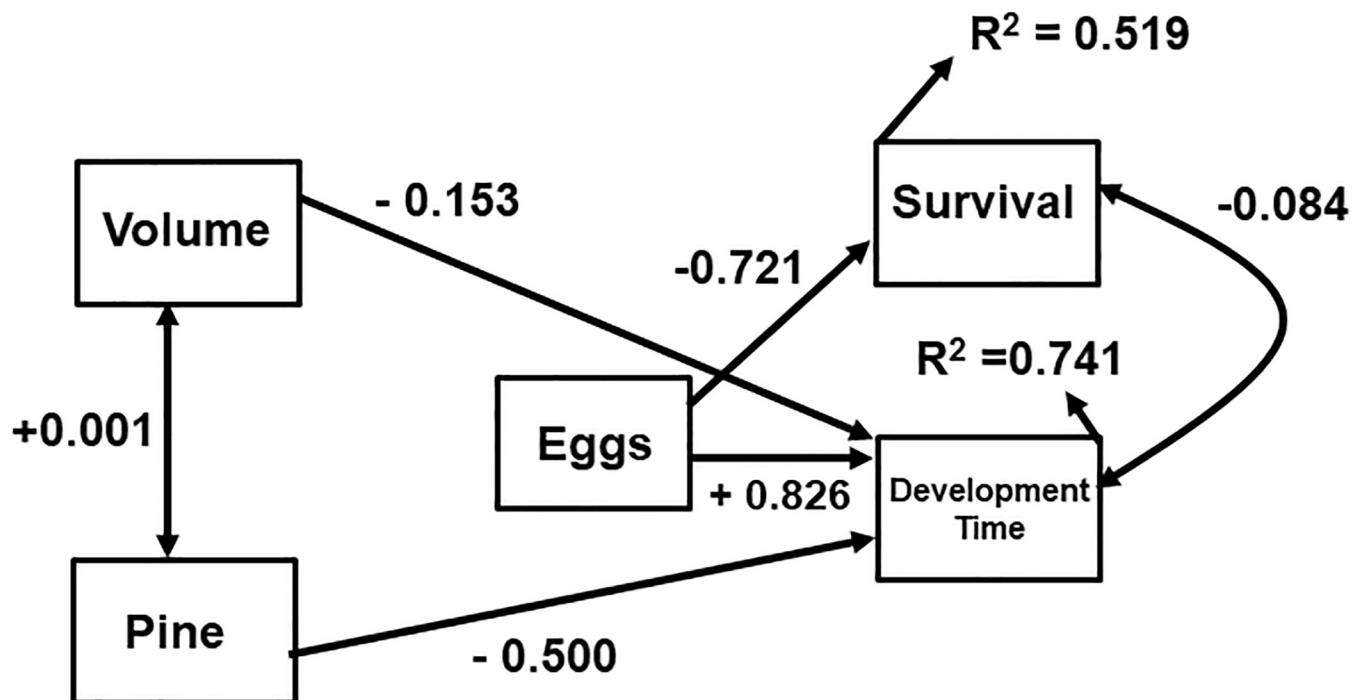 R² = 0.519
Volume
- 0.153
Survival
-0.084
-0.721
R² =0.741
+0.001
Eggs
+ 0.826
Development
Time
Pine
- 0.500